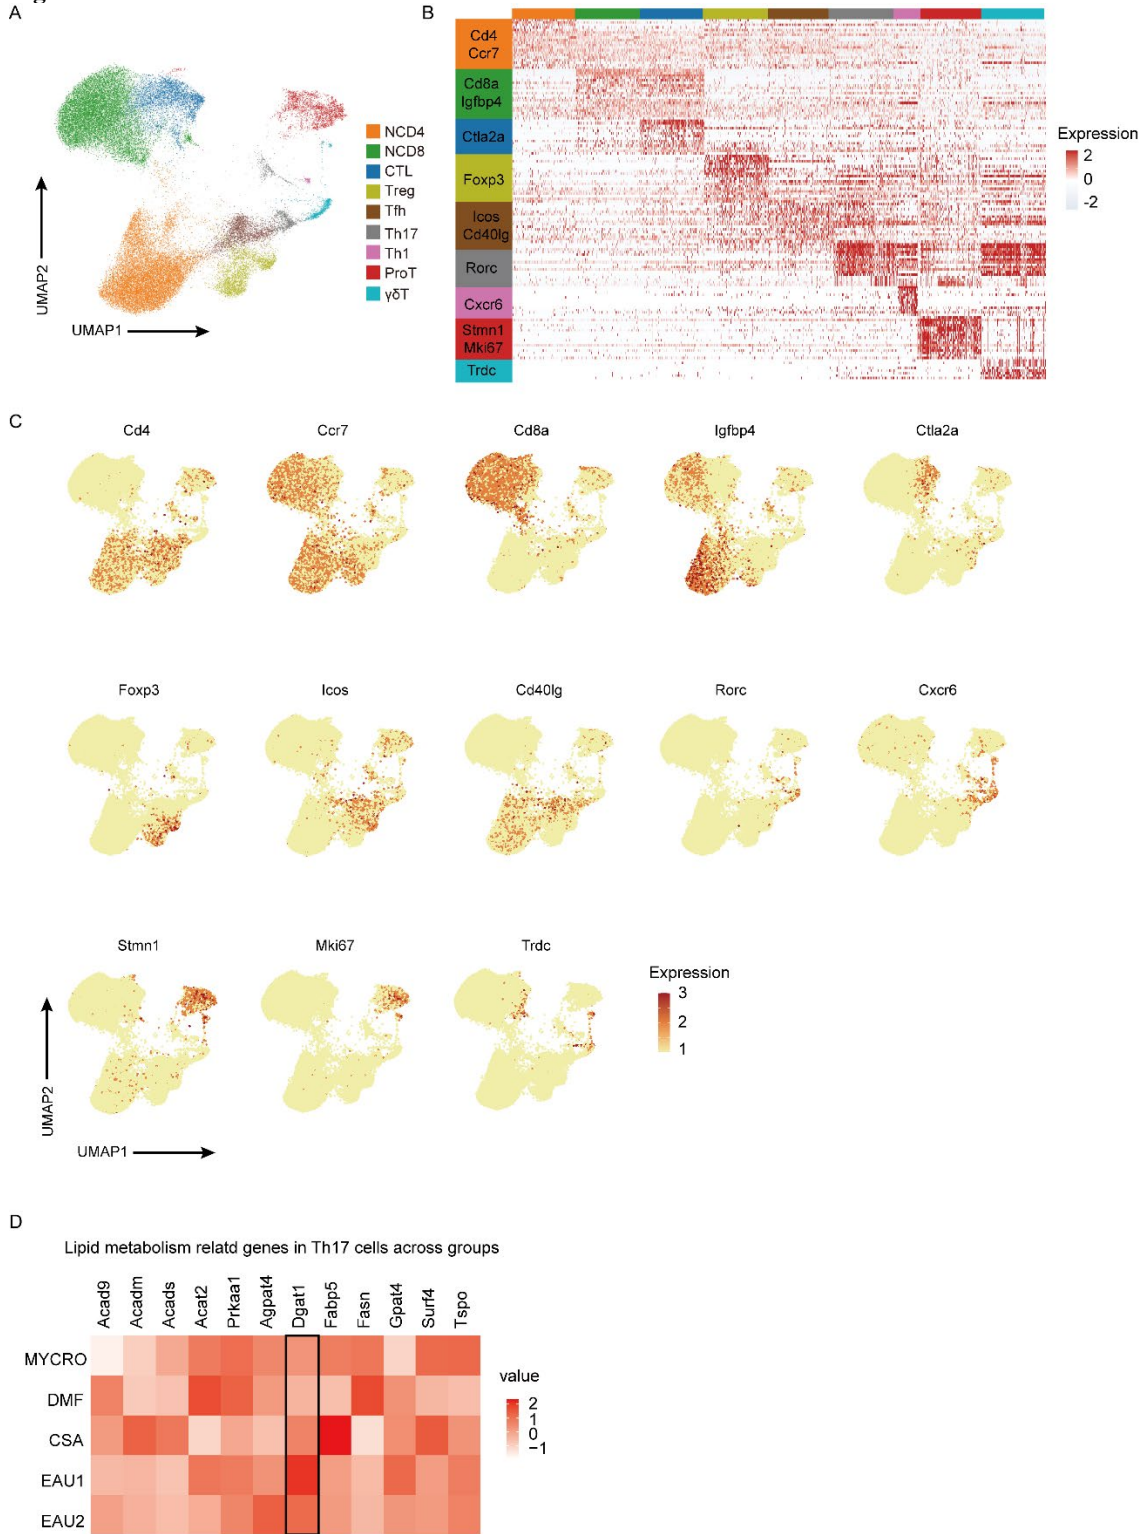 A
NCD4
NCD8
CTL
Treg
Tfh
Th17
Th1
ProT
γδT
UMAP2
UMAP1
B
Cd4
Ccr7
Cd8a
Igfbp4
Ctla2a
Foxp3
Icos
Cd40lg
Rorc
Cxcr6
Stmn1
Mki67
Trdc
Expression
2
0
-2
C
Cd4 Ccr7 Cd8a Igfbp4 Ctla2a
Foxp3 Icos Cd40lg Rorc Cxcr6
Stmn1 Mki67 Trdc
Expression
3
2
1
UMAP2
UMAP1
D
Lipid metabolism relatd genes in Th17 cells across groups
Acad9 Acadm Acads Acat2 Prkaa1 Agpat4 Dgat1 Fabp5 Fasn Gpat4 Surf4 Tspo
MYCRO
DMF
CSA
EAU1
EAU2
value
2
1
0
−1